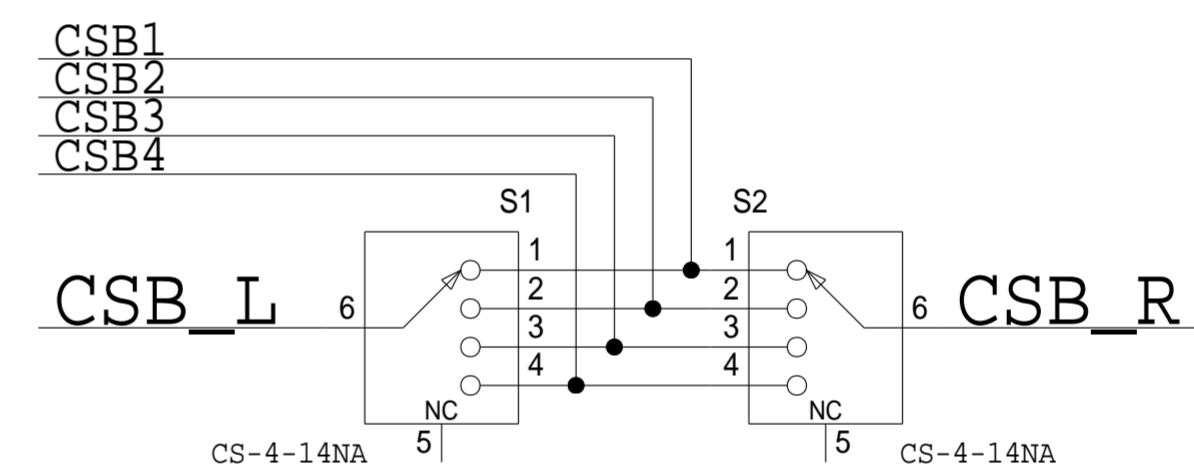 CSB1
CSB2
CSB3
CSB4
S1 S2
1 1
2 2
CSB_L 6 6 CSB_R
3 3
4 4
NC NC
5 5
CS-4-14NA CS-4-14NA